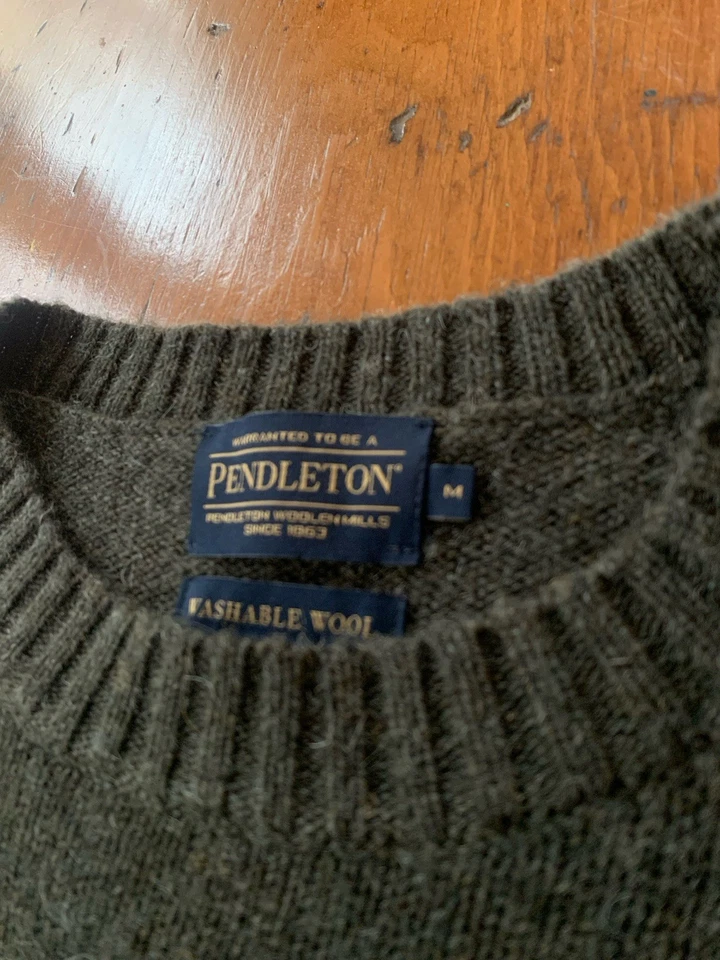 WARRANTED TO BE A
PENDLETON®
M
PENDLETON WOOLEN MILLS
SINCE 1863
WASHABLE WOOL